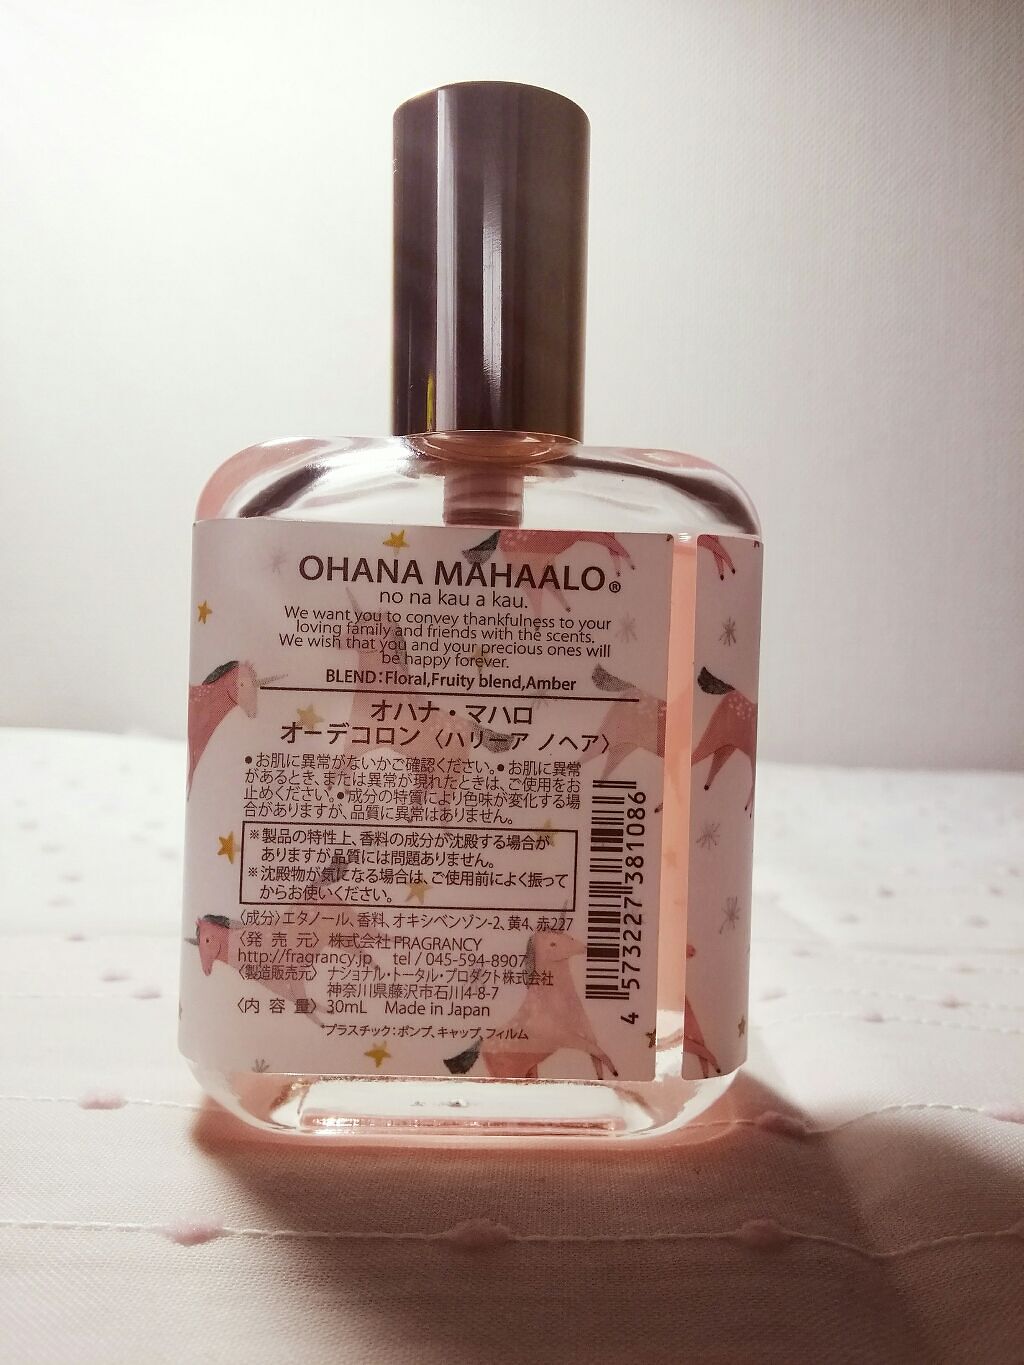 OHANA MAHAALO®
no na kau a kau.
We want you to convey thankfulness to your
loving family and friends with the scents.
We wish that you and your precious ones will
be happy forever.
BLEND:Floral,Fruity blend,Amber
オハナ・マハロ
オーデコロン〈ハリーア ノヘア〉
●お肌に異常がないかご確認ください。●お肌に異常
があるとき、または異常が現れたときは、ご使用をお
止めください。●成分の特質により色味が変化する場
合がありますが、品質に異常はありません。
※製品の特性上、香料の成分が沈殿する場合が
ありますが品質には問題ありません。
※沈殿物が気になる場合は、ご使用前によく振って
からお使いください。
〈成分〉エタノール、香料、オキシベンゾン-2、黄4、赤227
〈発 売 元〉 株式会社 FRAGRANCY
http://fragrancy.jp tel / 045-594-8907
〈製造販売元〉 ナショナル・トータル・プロダクト株式会社
神奈川県藤沢市石川4-8-7
〈内 容 量〉 30mL Made in Japan
*プラスチック:ポンプ、キャップ、フィルム
4 573227 381086